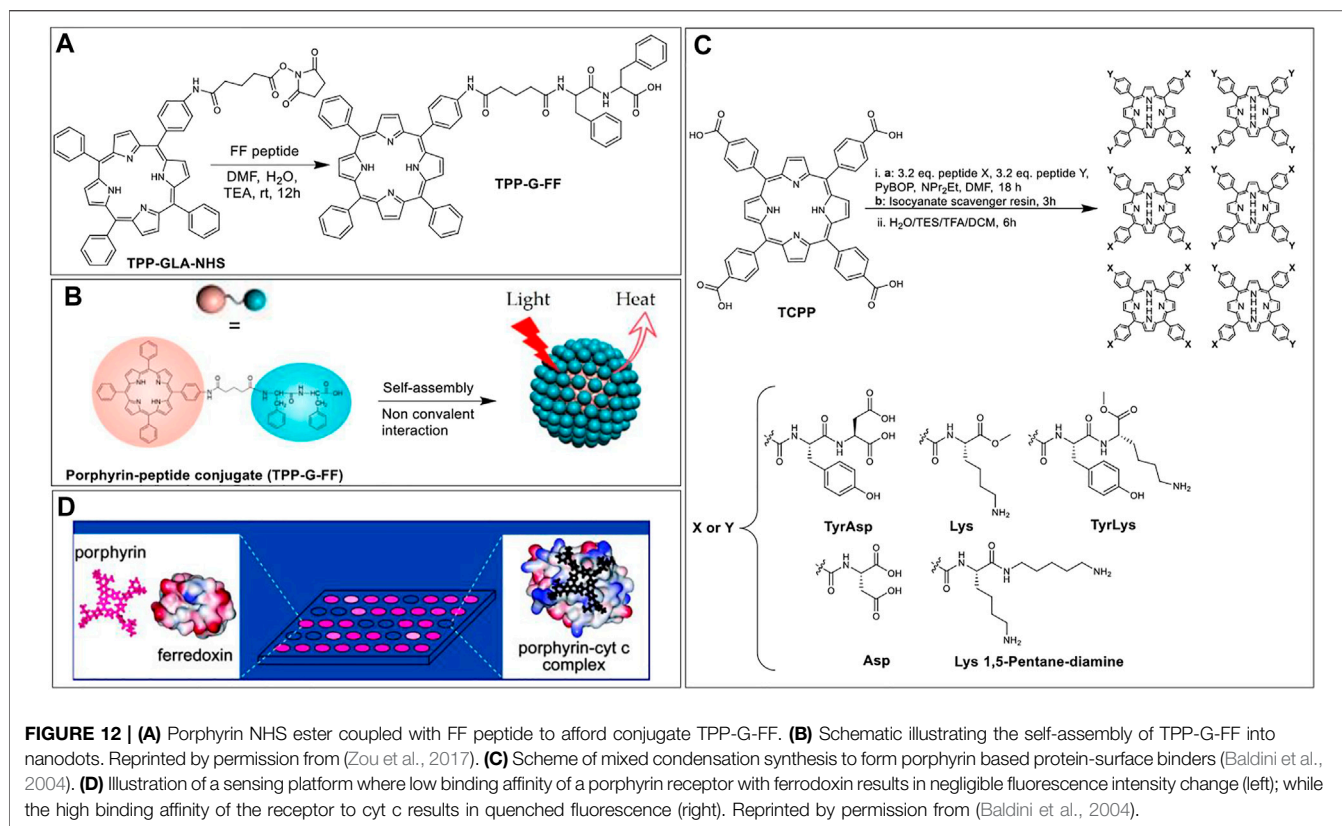 A
FF peptide
DMF, H2O,
TEA, rt, 12h
TPP-GLA-NHS
TPP-G-FF
B
=
Porphyrin-peptide conjugate (TPP-G-FF)
Self-assembly
Non convalent
interaction
Light
Heat
D
porphyrin
ferredoxin
porphyrin-cyt c
complex
C
TCPP
i. a: 3.2 eq. peptide X, 3.2 eq. peptide Y,
PyBOP, NPr2Et, DMF, 18 h
b: Isocyanate scavenger resin, 3h
ii. H2O/TES/TFA/DCM, 6h
X or Y
TyrAsp
Lys
TyrLys
Asp
Lys 1,5-Pentane-diamine
FIGURE 12 | (A) Porphyrin NHS ester coupled with FF peptide to afford conjugate TPP-G-FF. (B) Schematic illustrating the self-assembly of TPP-G-FF into
nanodots. Reprinted by permission from (Zou et al., 2017). (C) Scheme of mixed condensation synthesis to form porphyrin based protein-surface binders (Baldini et al.,
2004). (D) Illustration of a sensing platform where low binding affinity of a porphyrin receptor with ferrodoxin results in negligible fluorescence intensity change (left); while
the high binding affinity of the receptor to cyt c results in quenched fluorescence (right). Reprinted by permission from (Baldini et al., 2004).